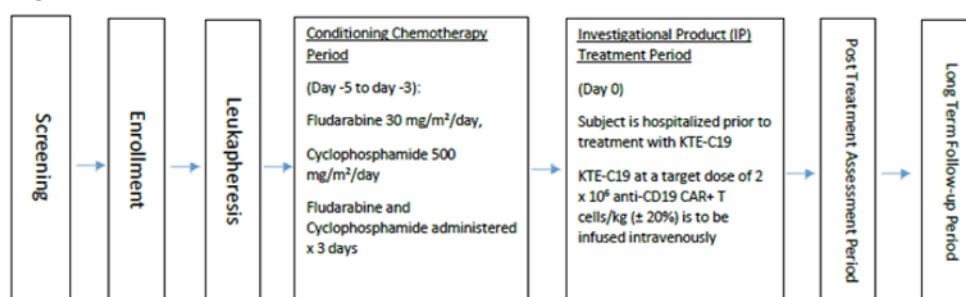 Screening
Enrollment
Leukapheresis
Conditioning Chemotherapy
Period
(Day -5 to day -3):
Fludarabine 30 mg/m²/day,
Cyclophosphamide 500
mg/m²/day
Fludarabine and
Cyclophosphamide administered
x 3 days
Investigational Product (IP)
Treatment Period
(Day 0)
Subject is hospitalized prior to
treatment with KTE-C19
KTE-C19 at a target dose of 2
x 10⁶ anti-CD19 CAR+ T
cells/kg (± 20%) is to be
infused intravenously
Post Treatment Assessment Period
Long Term Follow-up Period